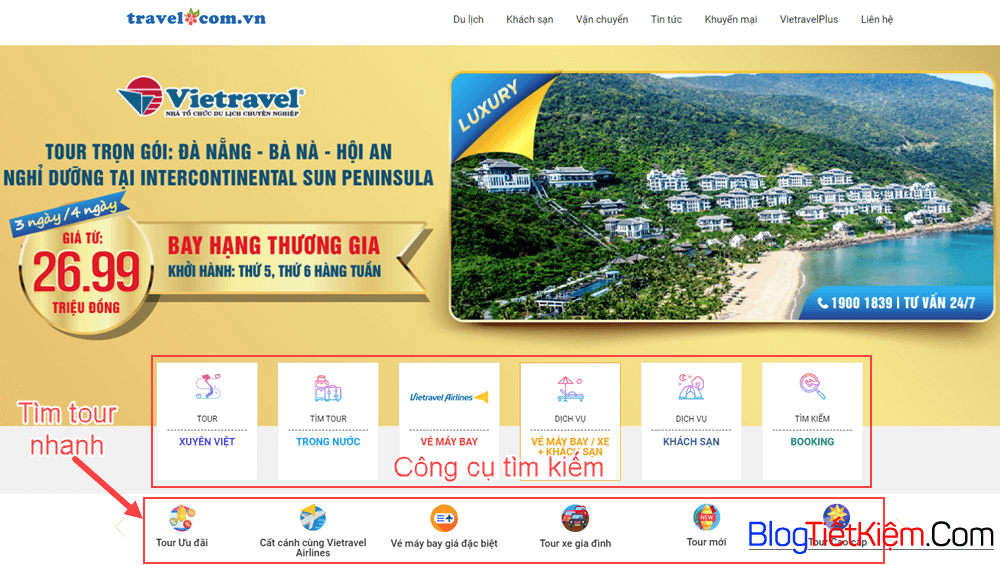 travel.com.vn
Du lịch Khách sạn Vận chuyển Tin tức Khuyến mại VietravelPlus Liên hệ
Vietravel®
NHÀ TỔ CHỨC DU LỊCH CHUYÊN NGHIỆP
TOUR TRỌN GÓI: ĐÀ NẴNG - BÀ NÀ - HỘI AN
NGHỈ DƯỠNG TẠI INTERCONTINENTAL SUN PENINSULA
3 ngày/4 ngày
GIÁ TỪ:
26.99
TRIỆU ĐỒNG
BAY HẠNG THƯƠNG GIA
KHỞI HÀNH: THỨ 5, THỨ 6 HÀNG TUẦN
LUXURY
1900 1839 | TƯ VẤN 24/7
Tìm tour
nhanh
TOUR
XUYÊN VIỆT
TÌM TOUR
TRONG NƯỚC
Vietravel Airlines
VÉ MÁY BAY
DỊCH VỤ
VÉ MÁY BAY / XE
+ KHÁCH SẠN
DỊCH VỤ
KHÁCH SẠN
TÌM KIẾM
BOOKING
Công cụ tìm kiếm
Tour Ưu đãi
Cất cánh cùng Vietravel
Airlines
Vé máy bay giá đặc biệt
Tour xe gia đình
NEW
Tour mới
Tour Cao cấp
BlogTiếtKiệm.Com